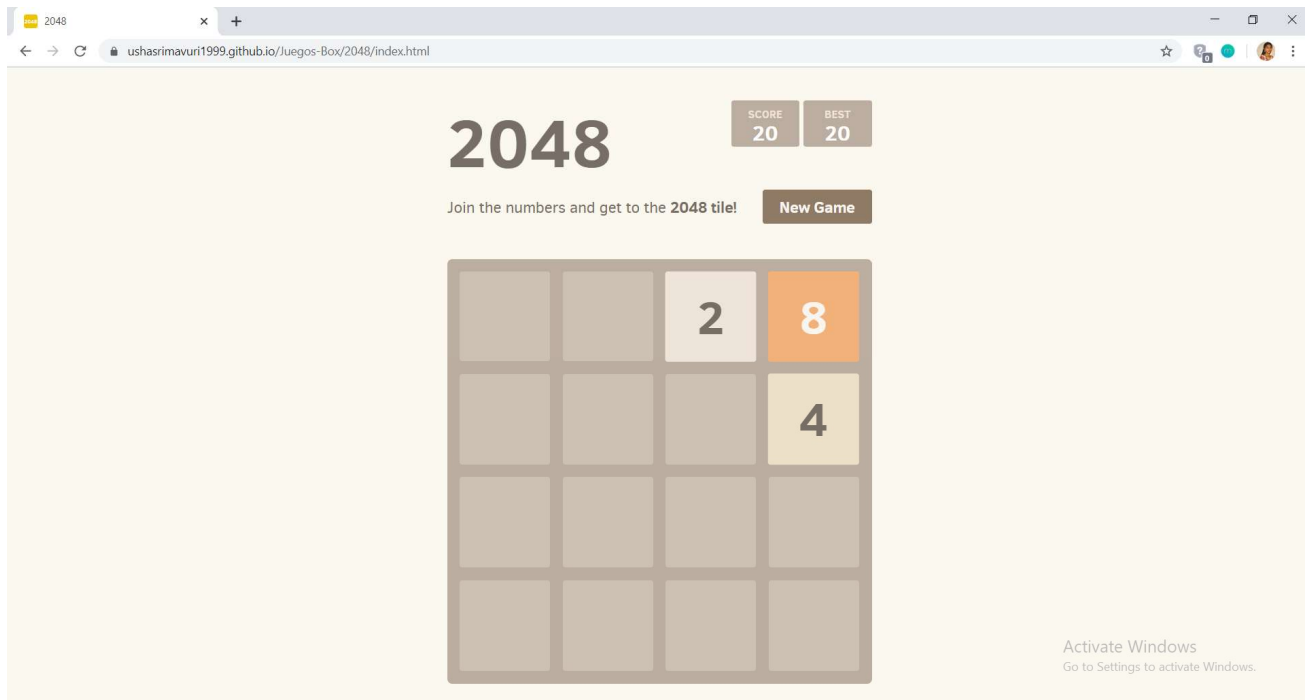 2048
ushasrimavuri1999.github.io/Juegos-Box/2048/index.html
0
2048
SCORE
20
BEST
20
Join the numbers and get to the 2048 tile!
New Game
2 8
4
Activate Windows
Go to Settings to activate Windows.